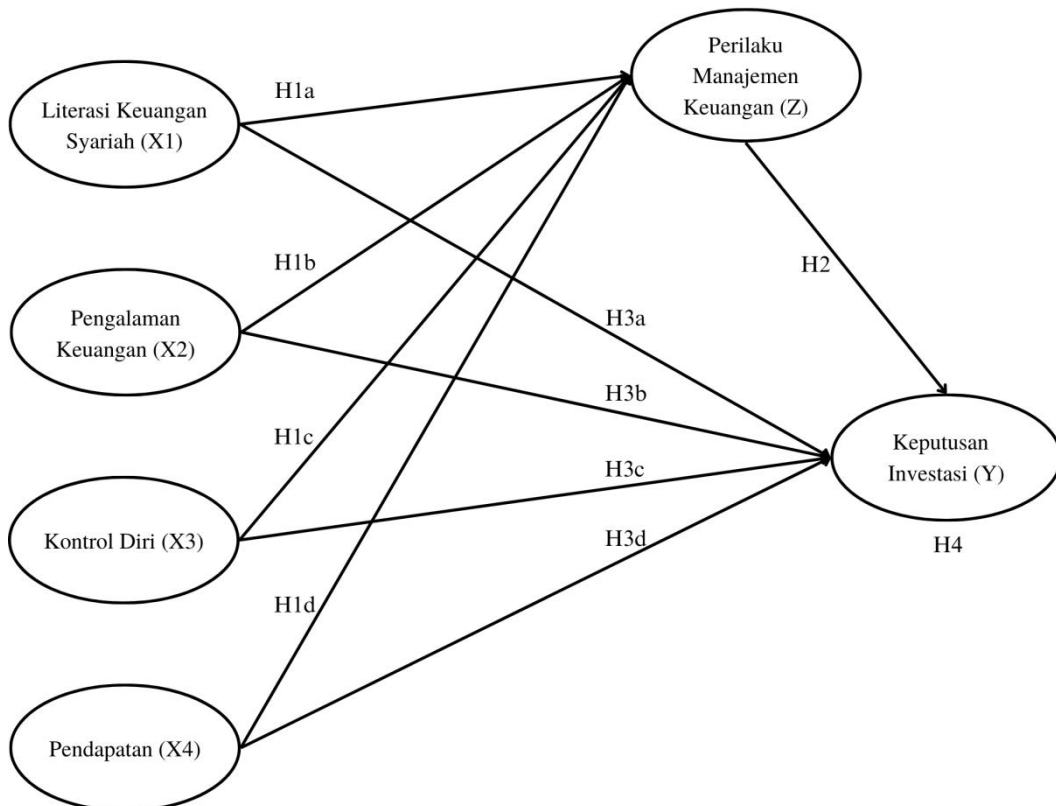 Perilaku
Manajemen
Keuangan (Z)
Literasi Keuangan
Syariah (X1)
H1a
H1b
H2
Pengalaman
Keuangan (X2)
H3a
H3b
H1c
H3c
Keputusan
Investasi (Y)
Kontrol Diri (X3)
H3d
H4
H1d
Pendapatan (X4)